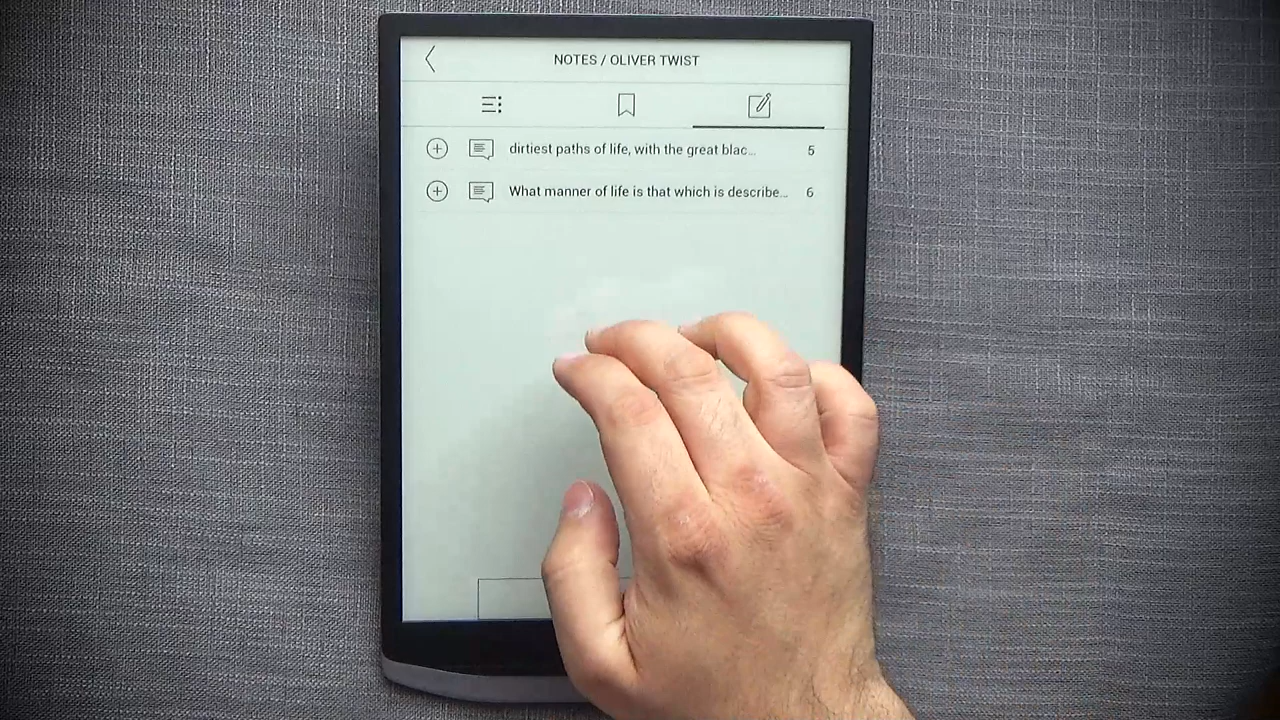 NOTES / OLIVER TWIST
dirtiest paths of life, with the great blac... 5
What manner of life is that which is describe... 6